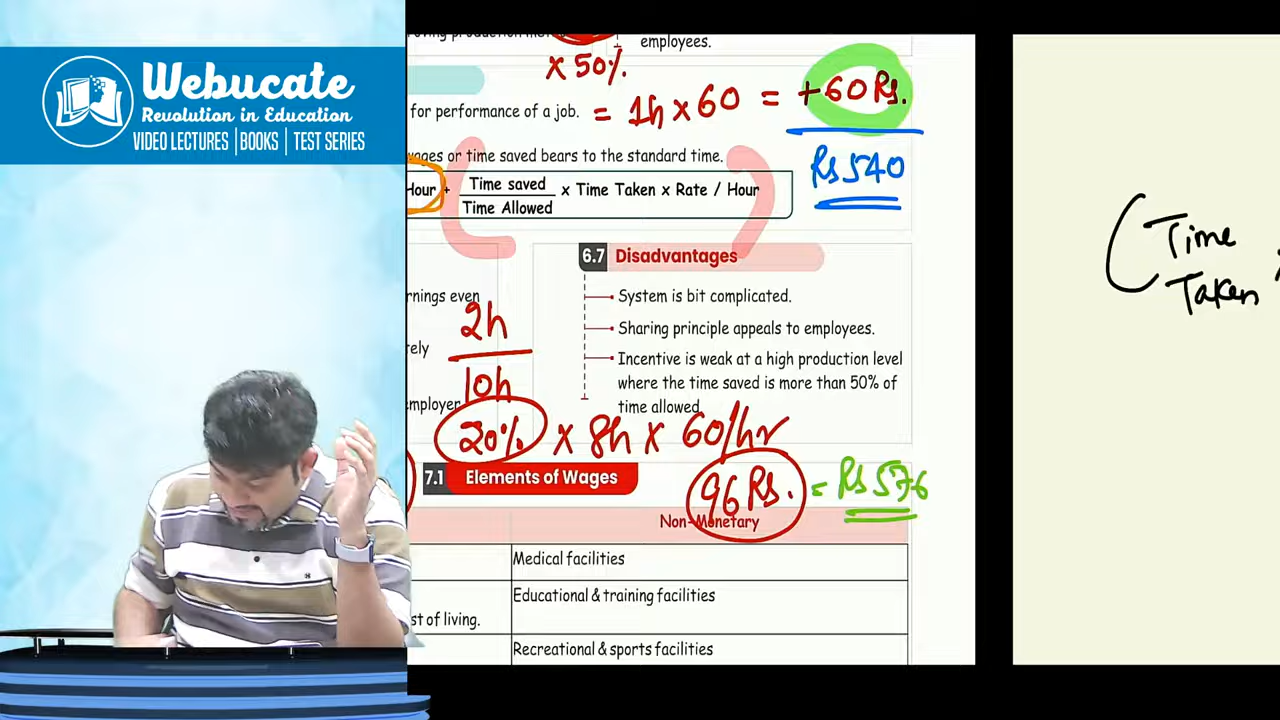 Webucate
Revolution in Education
VIDEO LECTURES | BOOKS | TEST SERIES
employees.
x 50%
for performance of a job.
= 1h x 60 = +60 Rs.
wages or time saved bears to the standard time.
Rs 540
Hour + Time saved / Time Allowed x Time Taken x Rate / Hour
( Time Taken
6.7 Disadvantages
System is bit complicated.
Sharing principle appeals to employees.
Incentive is weak at a high production level
where the time saved is more than 50% of
time allowed
rnings even
2h
10h
20% x 8h x 60/hr
96 Rs. = Rs 576
7.1 Elements of Wages
Non-Monetary
Medical facilities
Educational & training facilities
st of living.
Recreational & sports facilities